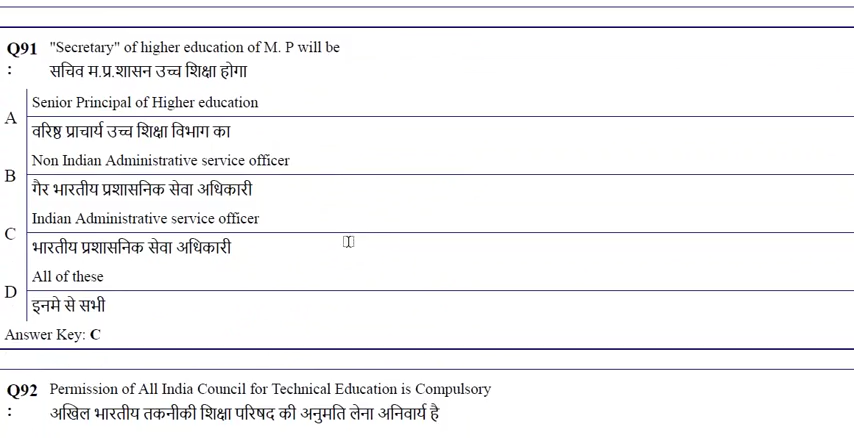 Q91 "Secretary" of higher education of M. P will be
: सचिव म.प्र.शासन उच्च शिक्षा होगा
A Senior Principal of Higher education
वरिष्ठ प्राचार्य उच्च शिक्षा विभाग का
B Non Indian Administrative service officer
गैर भारतीय प्रशासनिक सेवा अधिकारी
C Indian Administrative service officer
भारतीय प्रशासनिक सेवा अधिकारी
D All of these
इनमे से सभी
Answer Key: C
Q92 Permission of All India Council for Technical Education is Compulsory
: अखिल भारतीय तकनीकी शिक्षा परिषद की अनुमति लेना अनिवार्य है